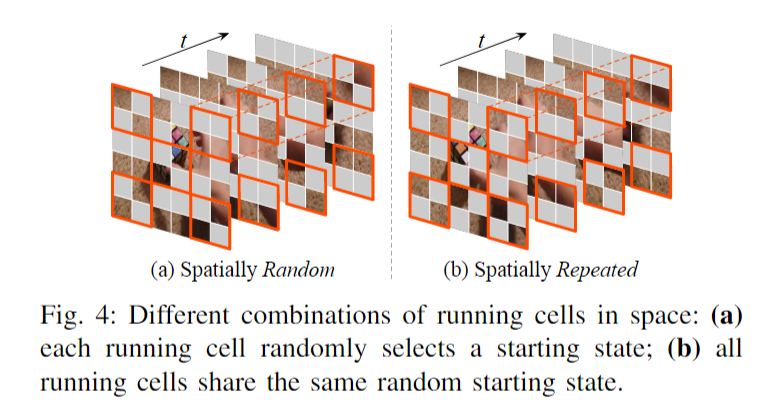 t
t
(a) Spatially Random
(b) Spatially Repeated
Fig. 4: Different combinations of running cells in space: (a)
each running cell randomly selects a starting state; (b) all
running cells share the same random starting state.